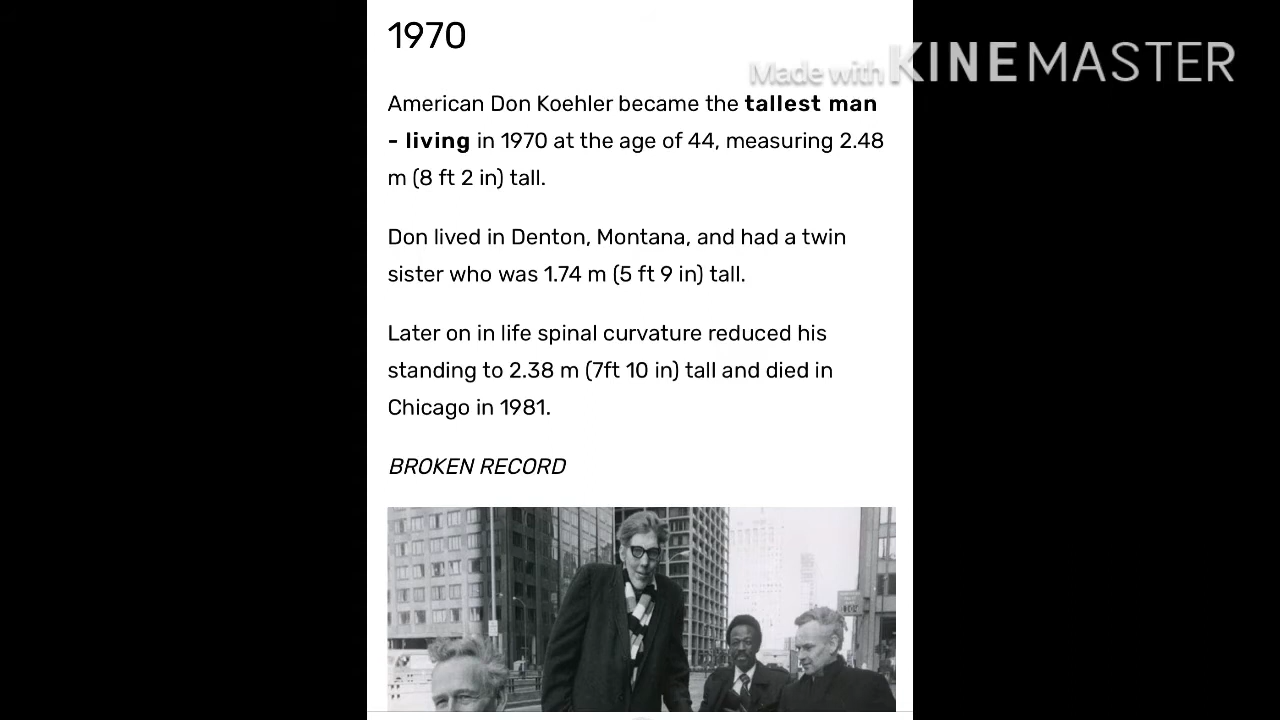 1970
Made with KINEMASTER
American Don Koehler became the tallest man
- living in 1970 at the age of 44, measuring 2.48
m (8 ft 2 in) tall.
Don lived in Denton, Montana, and had a twin
sister who was 1.74 m (5 ft 9 in) tall.
Later on in life spinal curvature reduced his
standing to 2.38 m (7ft 10 in) tall and died in
Chicago in 1981.
BROKEN RECORD